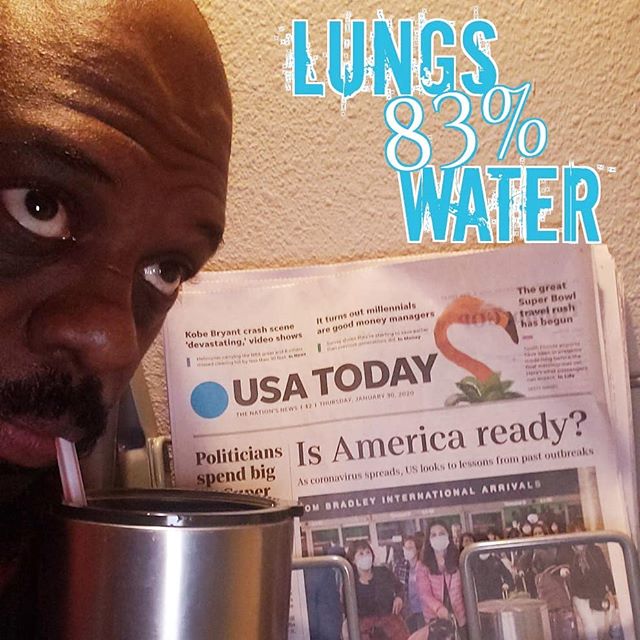 LUNGS
83%
WATER
Kobe Bryant crash scene
'devastating,' video shows
It turns out millennials
are good money managers
The great
Super Bowl
travel rush
has begun
USA TODAY
THE NATION'S NEWS | $2 | THURSDAY, JANUARY 30, 2020
Politicians
spend big
Is America ready?
As coronavirus spreads, US looks to lessons from past outbreaks
OM BRADLEY INTERNATIONAL ARRIVALS